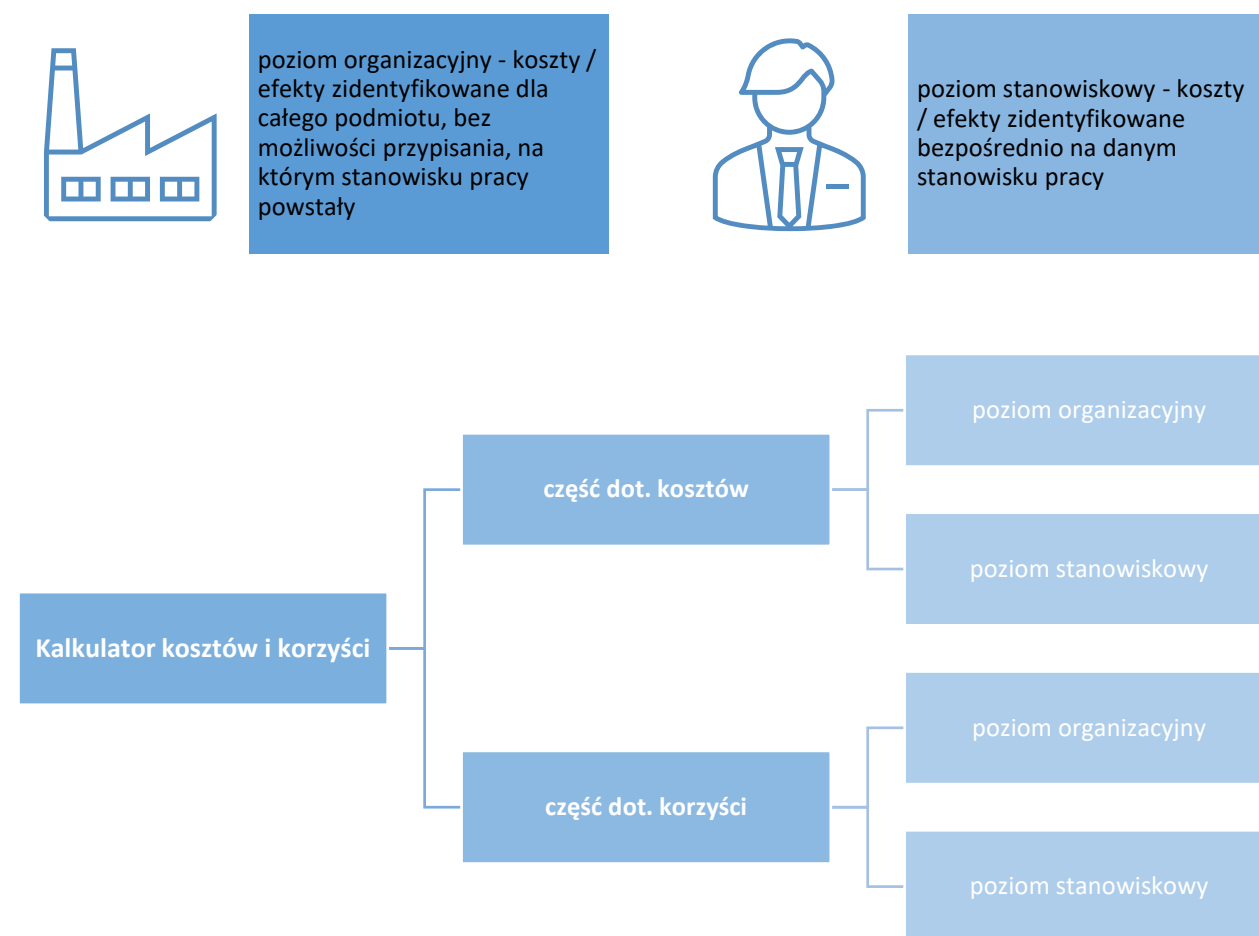 poziom organizacyjny - koszty /
efekty zidentyfikowane dla
całego podmiotu, bez
możliwości przypisania, na
którym stanowisku pracy
powstały
poziom stanowiskowy - koszty
/ efekty zidentyfikowane
bezpośrednio na danym
stanowisku pracy
Kalkulator kosztów i korzyści
część dot. kosztów
poziom organizacyjny
poziom stanowiskowy
część dot. korzyści
poziom organizacyjny
poziom stanowiskowy